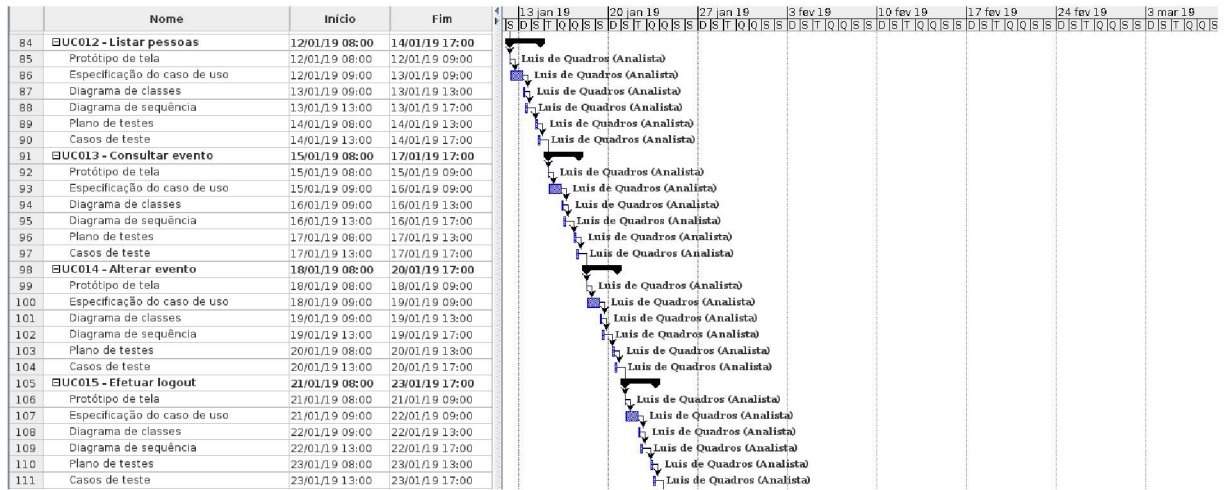 Nome Início Fim 13 jan 19 20 jan 19 27 jan 19 3 fev 19 10 fev 19 17 fev 19 24 fev 19 3 mar 19
S D S T Q Q S S D S T Q Q S S D S T Q Q S S D S T Q Q S S D S T Q Q S S D S T Q Q S S D S T Q Q S S D S T Q Q S
84 UC012 - Listar pessoas 12/01/19 08:00 14/01/19 17:00
85 Protótipo de tela 12/01/19 08:00 12/01/19 09:00 Luis de Quadros (Analista)
86 Especificação do caso de uso 12/01/19 09:00 13/01/19 09:00 Luis de Quadros (Analista)
87 Diagrama de classes 13/01/19 09:00 13/01/19 13:00 Luis de Quadros (Analista)
88 Diagrama de sequência 13/01/19 13:00 13/01/19 17:00 Luis de Quadros (Analista)
89 Plano de testes 14/01/19 08:00 14/01/19 13:00 Luis de Quadros (Analista)
90 Casos de teste 14/01/19 13:00 14/01/19 17:00 Luis de Quadros (Analista)
91 UC013 - Consultar evento 15/01/19 08:00 17/01/19 17:00
92 Protótipo de tela 15/01/19 08:00 15/01/19 09:00 Luis de Quadros (Analista)
93 Especificação do caso de uso 15/01/19 09:00 16/01/19 09:00 Luis de Quadros (Analista)
94 Diagrama de classes 16/01/19 09:00 16/01/19 13:00 Luis de Quadros (Analista)
95 Diagrama de sequência 16/01/19 13:00 16/01/19 17:00 Luis de Quadros (Analista)
96 Plano de testes 17/01/19 08:00 17/01/19 13:00 Luis de Quadros (Analista)
97 Casos de teste 17/01/19 13:00 17/01/19 17:00 Luis de Quadros (Analista)
98 UC014 - Alterar evento 18/01/19 08:00 20/01/19 17:00
99 Protótipo de tela 18/01/19 08:00 18/01/19 09:00 Luis de Quadros (Analista)
100 Especificação do caso de uso 18/01/19 09:00 19/01/19 09:00 Luis de Quadros (Analista)
101 Diagrama de classes 19/01/19 09:00 19/01/19 13:00 Luis de Quadros (Analista)
102 Diagrama de sequência 19/01/19 13:00 19/01/19 17:00 Luis de Quadros (Analista)
103 Plano de testes 20/01/19 08:00 20/01/19 13:00 Luis de Quadros (Analista)
104 Casos de teste 20/01/19 13:00 20/01/19 17:00 Luis de Quadros (Analista)
105 UC015 - Efetuar logout 21/01/19 08:00 23/01/19 17:00
106 Protótipo de tela 21/01/19 08:00 21/01/19 09:00 Luis de Quadros (Analista)
107 Especificação do caso de uso 21/01/19 09:00 22/01/19 09:00 Luis de Quadros (Analista)
108 Diagrama de classes 22/01/19 09:00 22/01/19 13:00 Luis de Quadros (Analista)
109 Diagrama de sequência 22/01/19 13:00 22/01/19 17:00 Luis de Quadros (Analista)
110 Plano de testes 23/01/19 08:00 23/01/19 13:00 Luis de Quadros (Analista)
111 Casos de teste 23/01/19 13:00 23/01/19 17:00 Luis de Quadros (Analista)